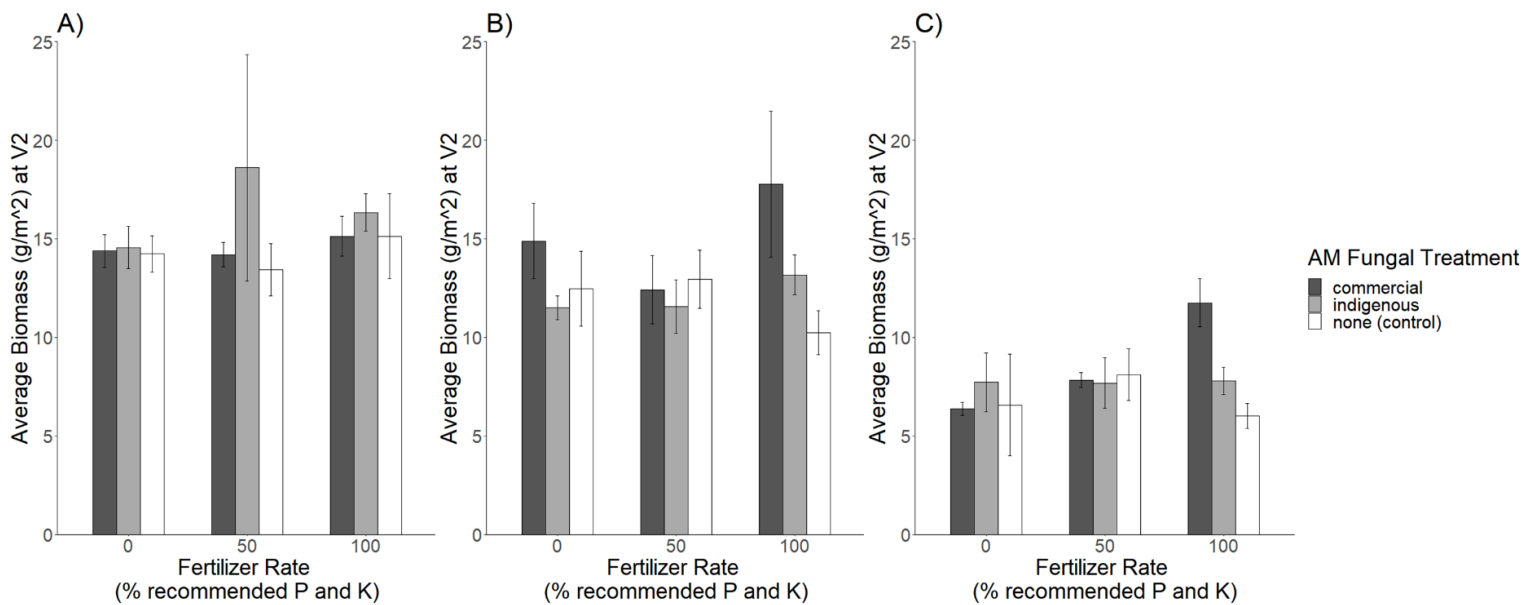 A)
25
20
15
10
5
0
Average Biomass (g/m^2) at V2
0 50 100
Fertilizer Rate
(% recommended P and K)
B)
25
20
15
10
5
0
Average Biomass (g/m^2) at V2
0 50 100
Fertilizer Rate
(% recommended P and K)
C)
25
20
15
10
5
0
Average Biomass (g/m^2) at V2
0 50 100
Fertilizer Rate
(% recommended P and K)
AM Fungal Treatment
commercial
indigenous
none (control)